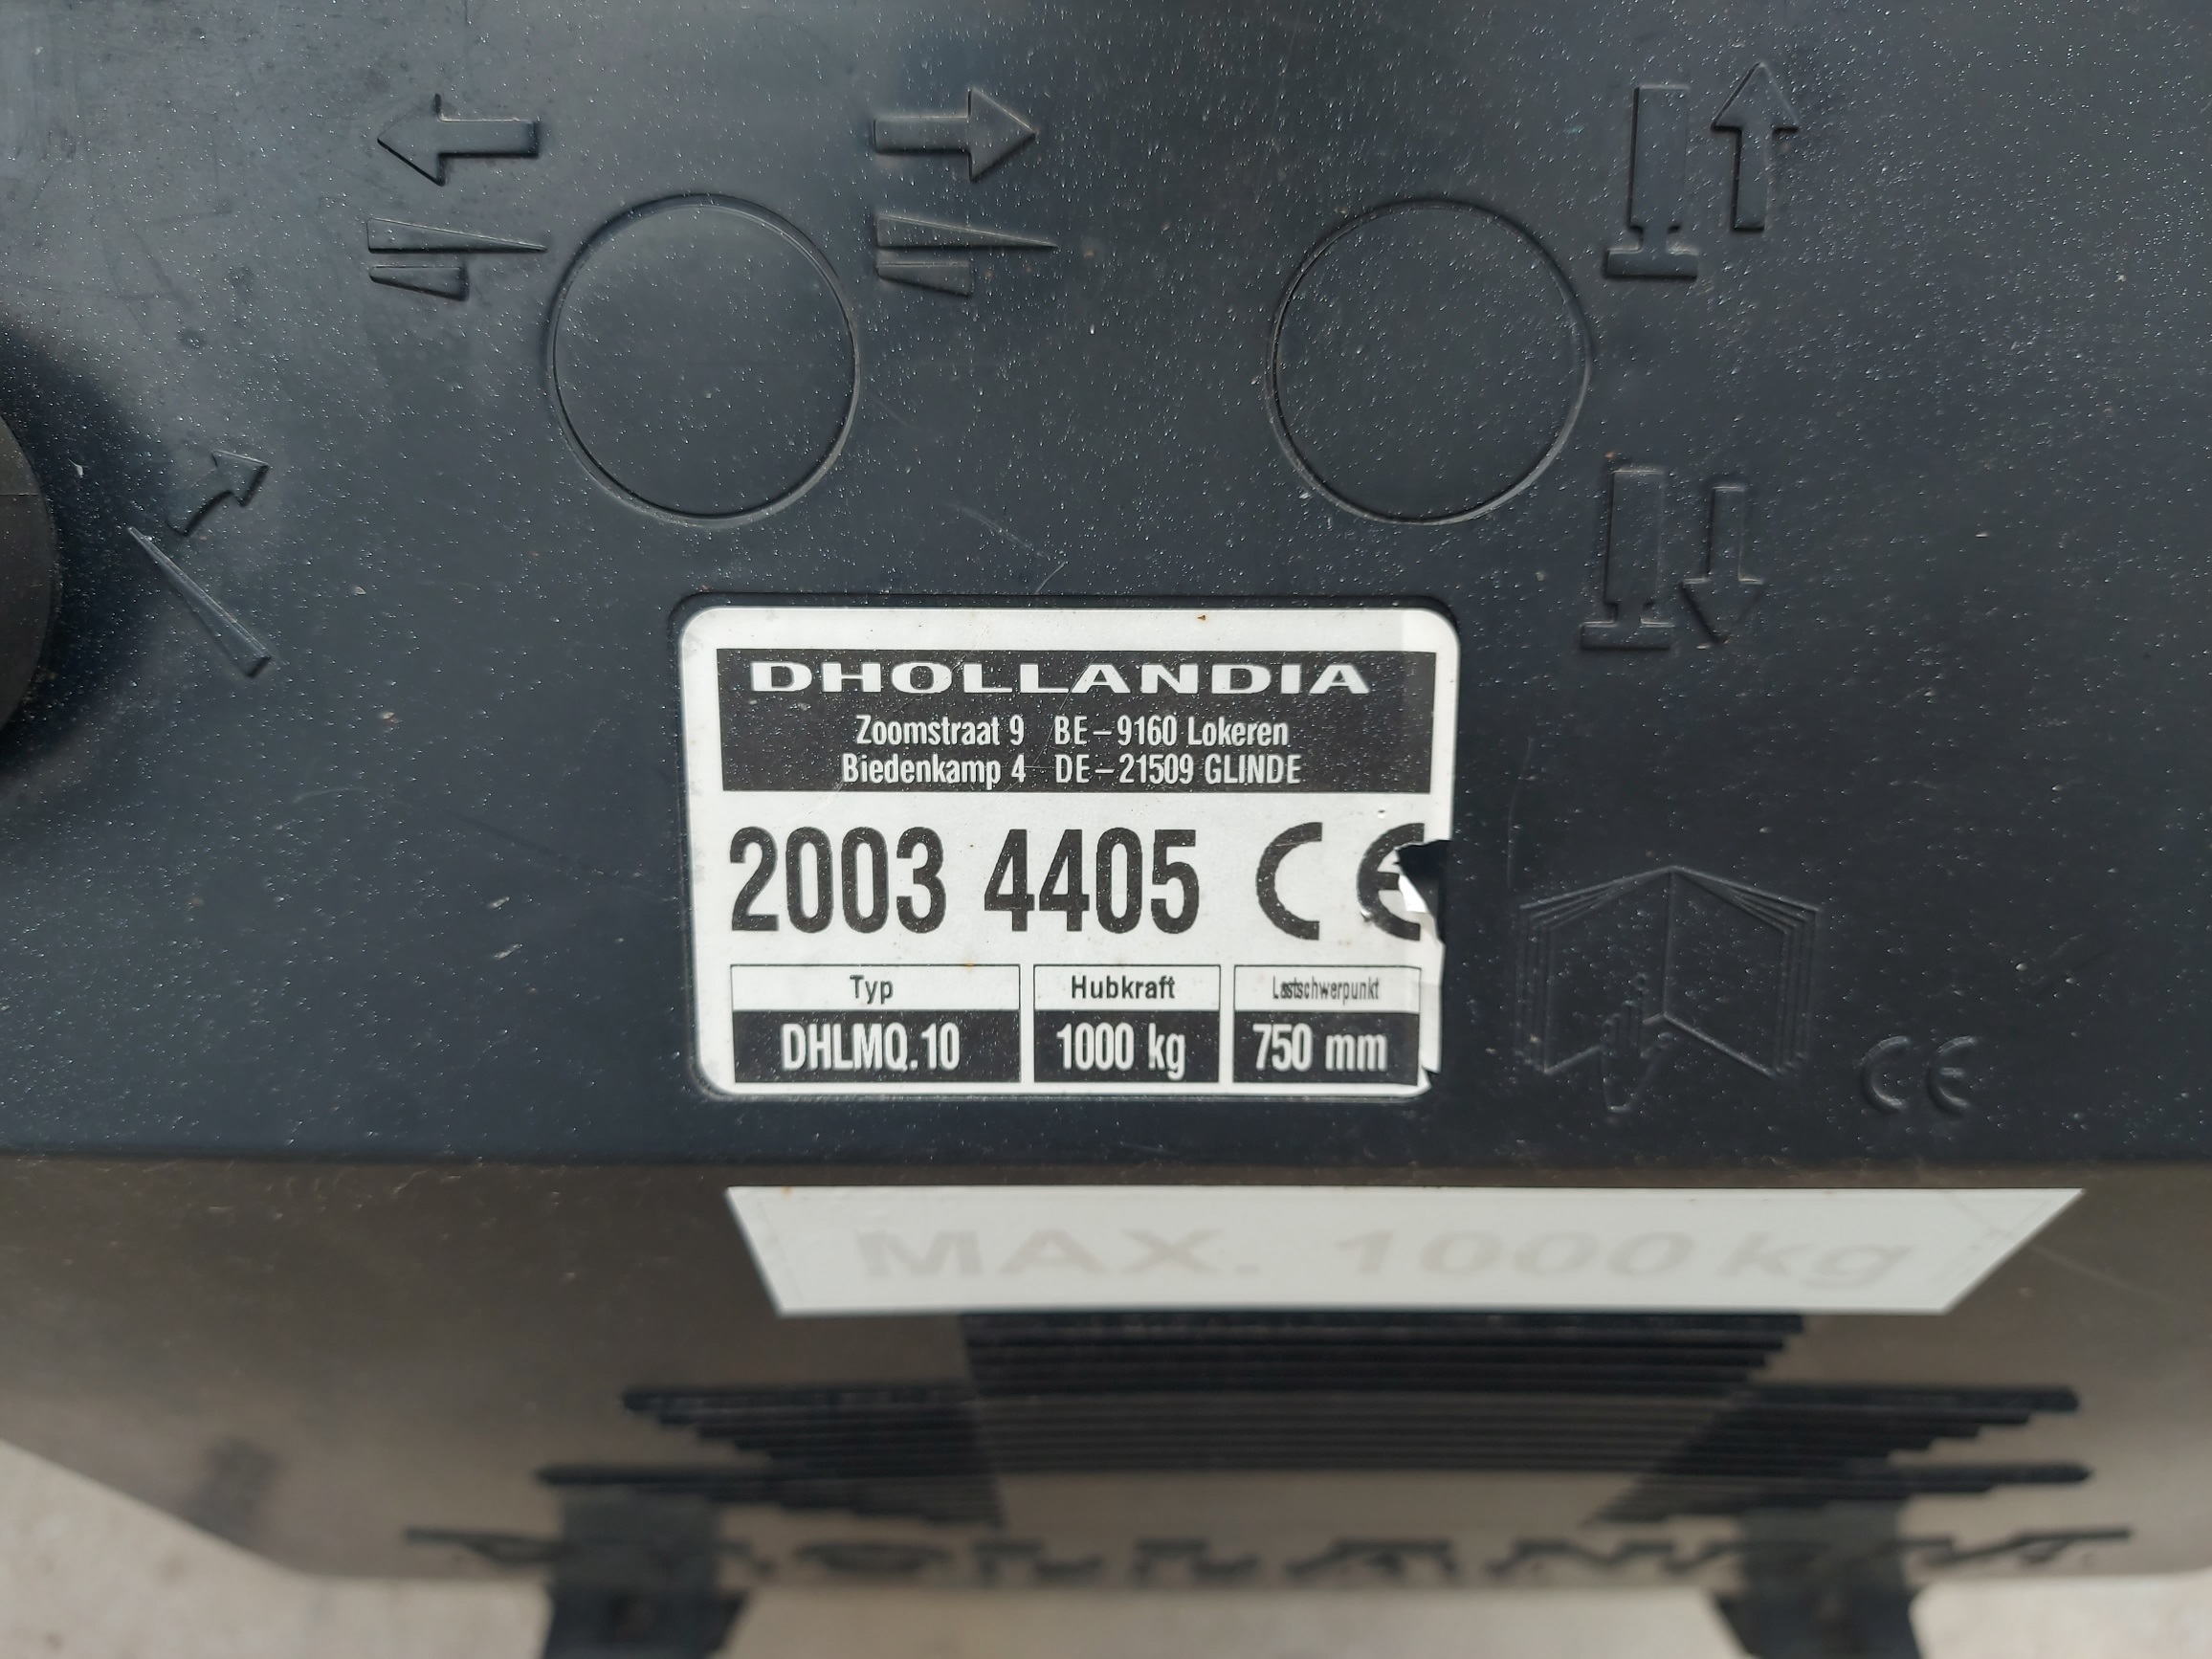 DHOLLANDIA
Zoomstraat 9 BE-9160 Lokeren
Biedenkamp 4 DE-21509 GLINDE
2003 4405 CE
Typ Hubkraft Lastschwerpunkt
DHLMQ.10 1000 kg 750 mm
CE
MAX. 1000 kg
DHOLLANDIA